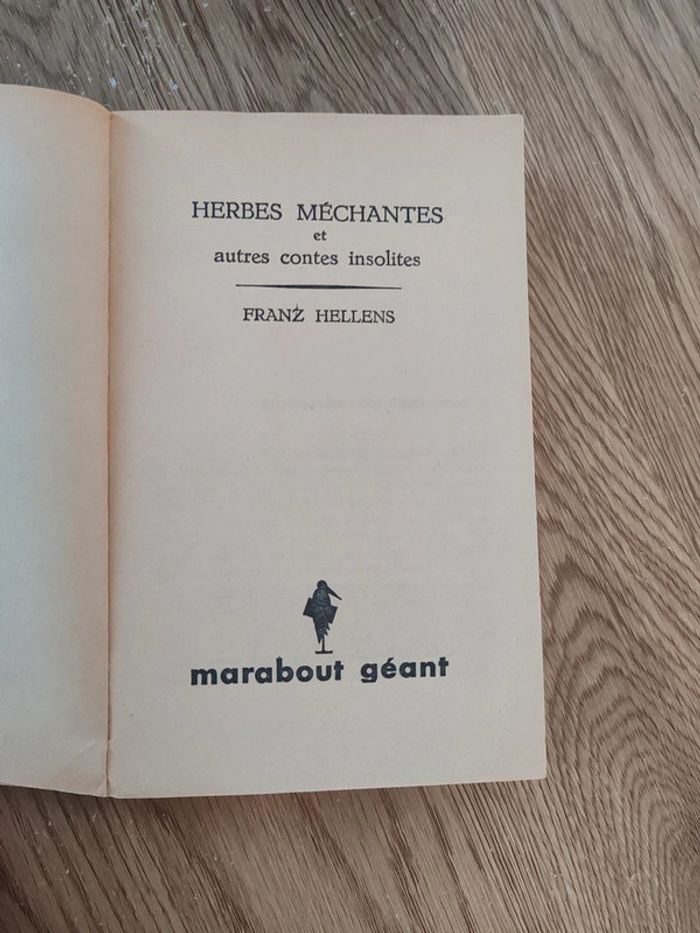 HERBES MÉCHANTES
et
autres contes insolites
FRANZ HELLENS
marabout géant